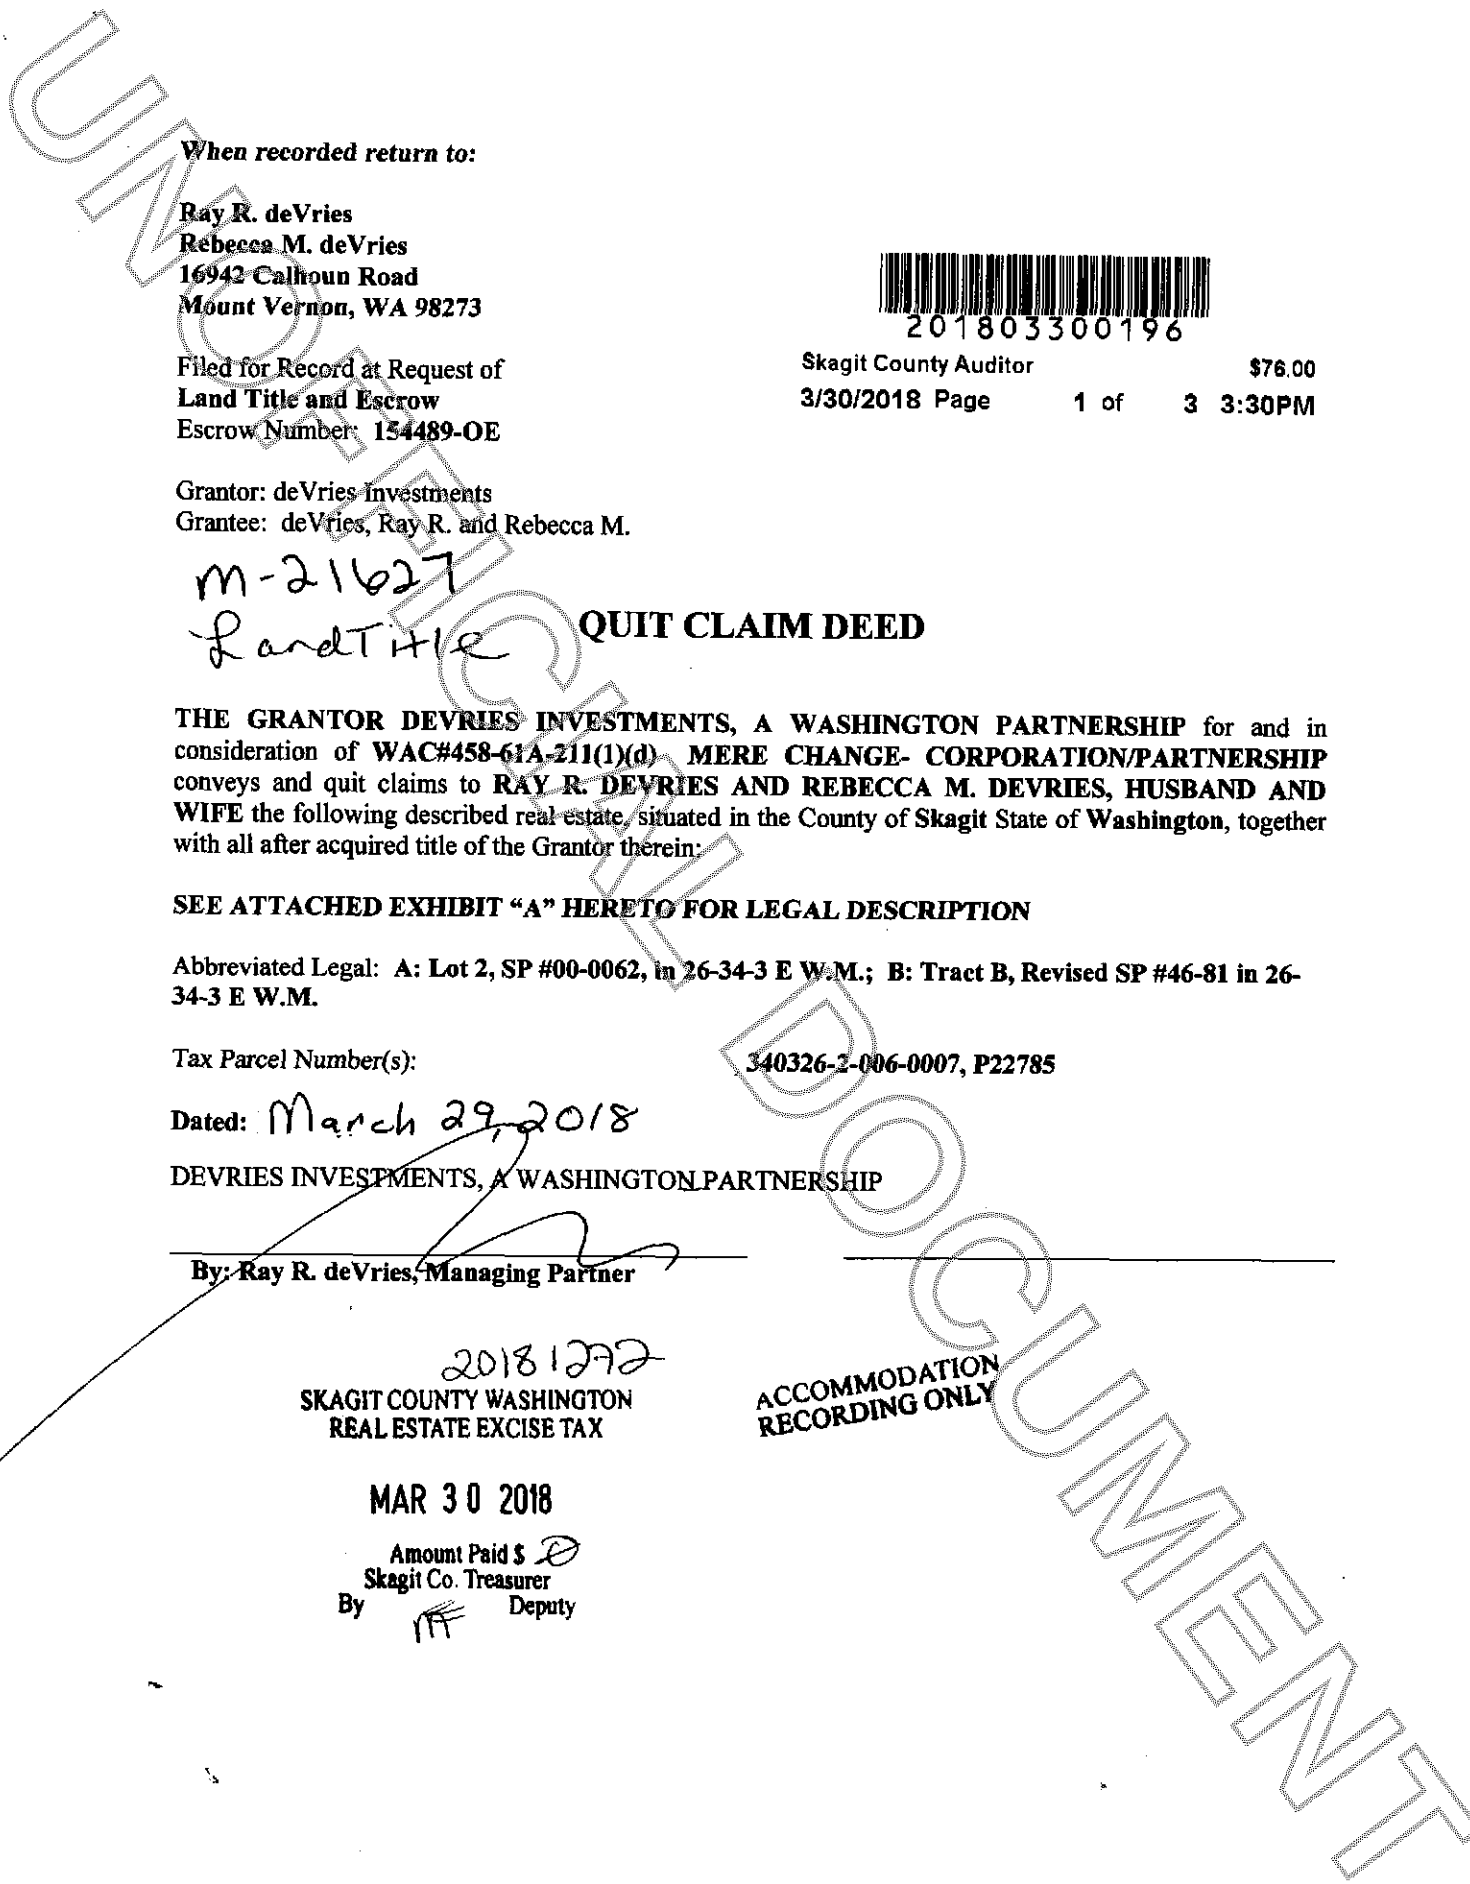 When recorded return to:
Ray R. deVries
Rebecca M. deVries
16942 Calhoun Road
Mount Vernon, WA 98273
201803300196
Skagit County Auditor $76.00
3/30/2018 Page 1 of 3 3:30PM
Filed for Record at Request of
Land Title and Escrow
Escrow Number: 154489-OE
Grantor: deVries Investments
Grantee: deVries, Ray R. and Rebecca M.
M-21627
LandTitle
QUIT CLAIM DEED
THE GRANTOR DEVRIES INVESTMENTS, A WASHINGTON PARTNERSHIP for and in
consideration of WAC#458-61A-211(1)(d) MERE CHANGE- CORPORATION/PARTNERSHIP
conveys and quit claims to RAY R. DEVRIES AND REBECCA M. DEVRIES, HUSBAND AND
WIFE the following described real estate, situated in the County of Skagit State of Washington, together
with all after acquired title of the Grantor therein:
SEE ATTACHED EXHIBIT “A” HERETO FOR LEGAL DESCRIPTION
Abbreviated Legal: A: Lot 2, SP #00-0062, in 26-34-3 E W.M.; B: Tract B, Revised SP #46-81 in 26-
34-3 E W.M.
Tax Parcel Number(s): 340326-2-006-0007, P22785
Dated: March 29, 2018
DEVRIES INVESTMENTS, A WASHINGTON PARTNERSHIP
By: Ray R. deVries, Managing Partner
20181272
SKAGIT COUNTY WASHINGTON
REAL ESTATE EXCISE TAX
ACCOMMODATION
RECORDING ONLY
MAR 30 2018
Amount Paid $ 0
Skagit Co. Treasurer
By Deputy
UNOFFICIAL DOCUMENT